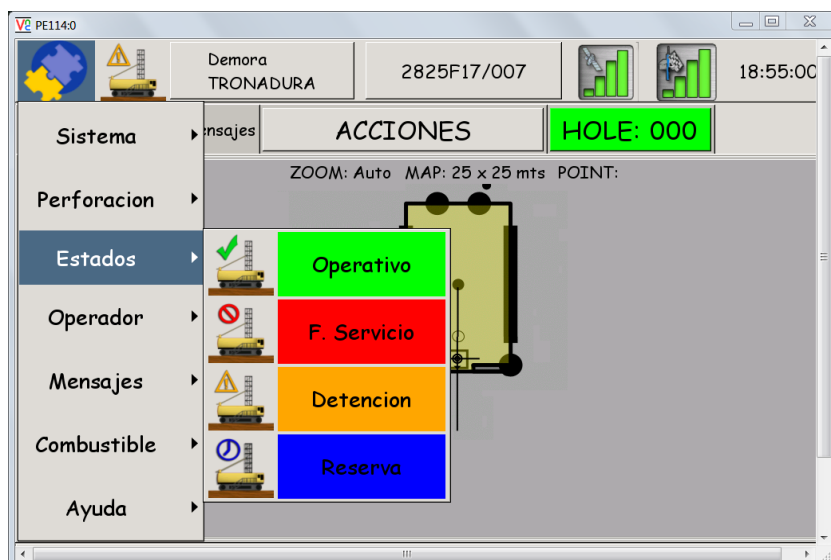 PE114:0
Demora
TRONADURA
2825F17/007
18:55:00
ACCIONES
HOLE: 000
ZOOM: Auto MAP: 25 x 25 mts POINT:
Sistema
Perforacion
Estados
Operador
Mensajes
Combustible
Ayuda
Operativo
F. Servicio
Detencion
Reserva